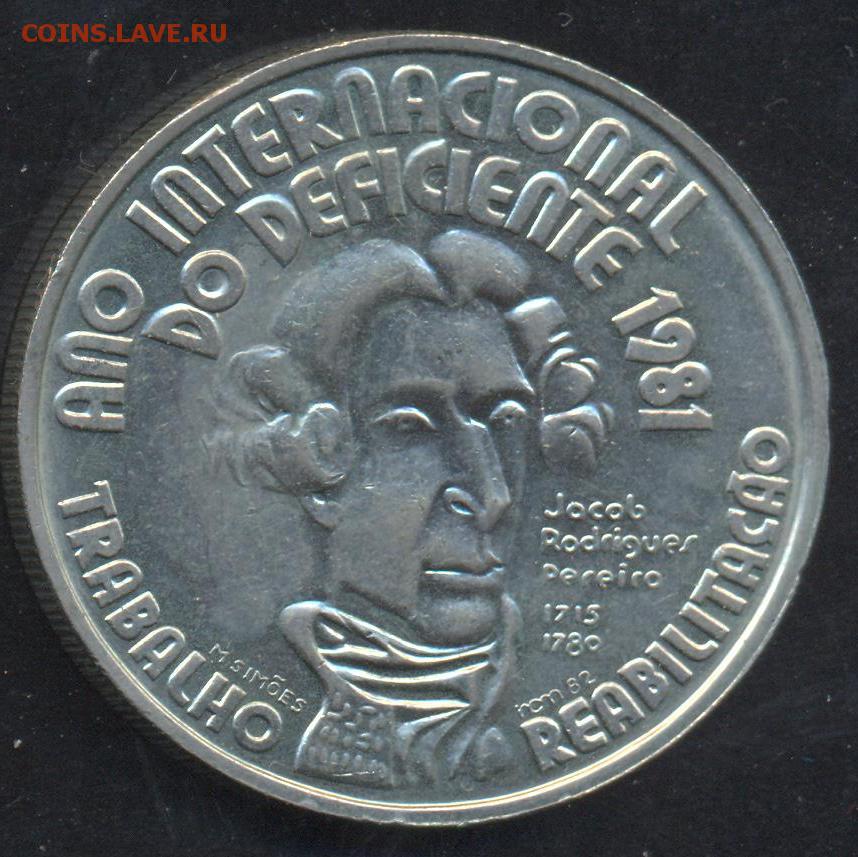 COINS.LAVE.RU
ANO INTERNACIONAL
DO DEFICIENTE 1981
Jacob
Rodrigues
Pereira
1715
1780
M. SIMÕES
incm 82
TRABALHO
REABILITAÇÃO